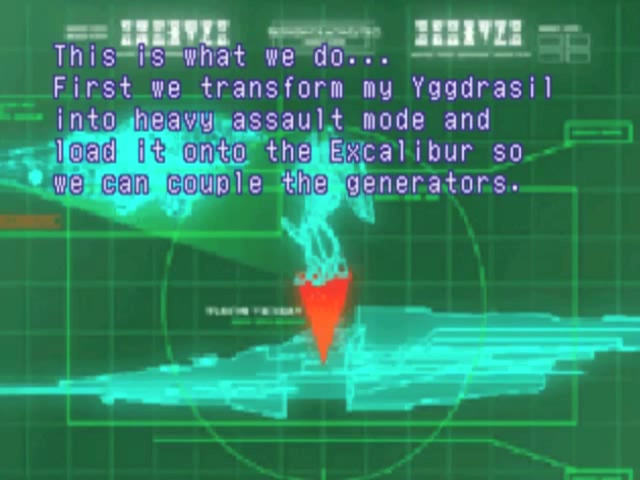 This is what we do...
First we transform my Yggdrasil
into heavy assault mode and
load it onto the Excalibur so
we can couple the generators.